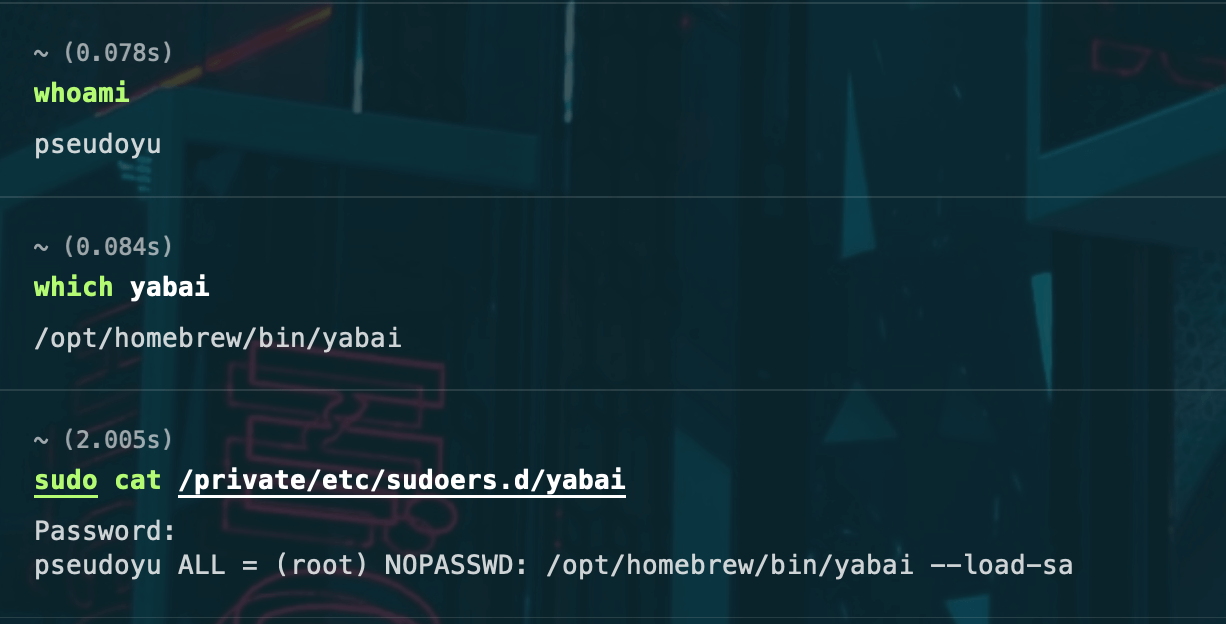 ~ (0.078s)
whoami
pseudoyu
~ (0.084s)
which yabai
/opt/homebrew/bin/yabai
~ (2.005s)
sudo cat /private/etc/sudoers.d/yabai
Password:
pseudoyu ALL = (root) NOPASSWD: /opt/homebrew/bin/yabai --load-sa